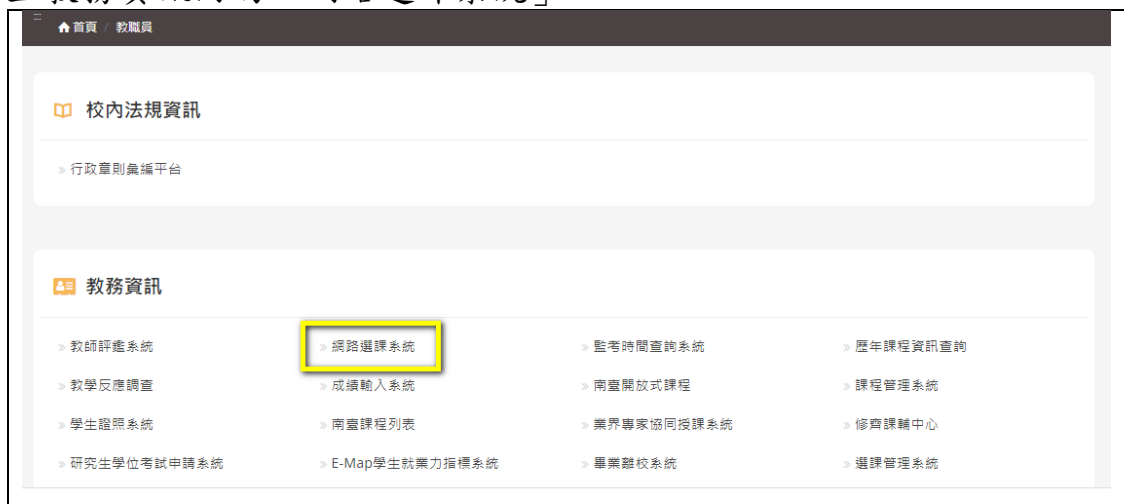 首頁 / 教職員
校內法規資訊
» 行政章則彙編平台
教務資訊
» 教師評鑑系統 » 網路選課系統 » 監考時間查詢系統 » 歷年課程資訊查詢
» 教學反應調查 » 成績輸入系統 » 南臺開放式課程 » 課程管理系統
» 學生證照系統 » 南臺課程列表 » 業界專家協同授課系統 » 修齊課輔中心
» 研究生學位考試申請系統 » E-Map學生就業力指標系統 » 畢業離校系統 » 選課管理系統